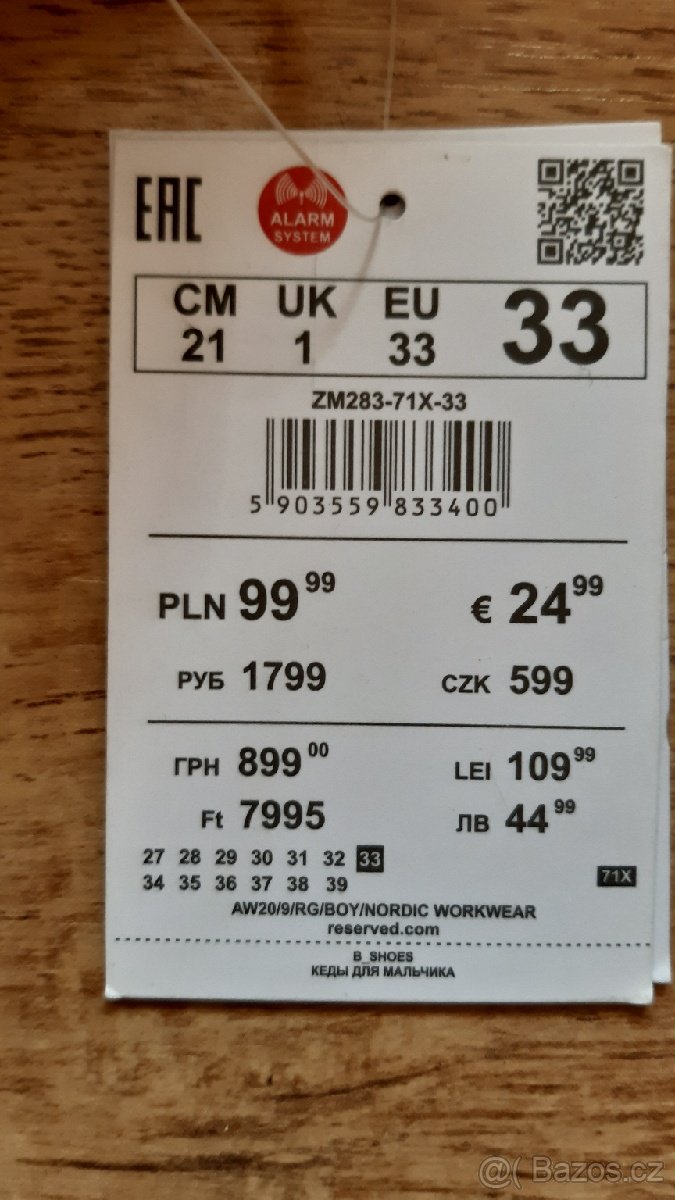 EAC
ALARM
SYSTEM
CM UK EU 33
21 1 33
ZM283-71X-33
5 903559 833400
PLN 99 99 € 24 99
РУБ 1799 CZK 599
ГРН 899 00 LEI 109 99
Ft 7995 ЛВ 44 99
27 28 29 30 31 32 33
34 35 36 37 38 39 71X
AW20/9/RG/BOY/NORDIC WORKWEAR
reserved.com
B_SHOES
КЕДЫ ДЛЯ МАЛЬЧИКА
@( Bazos.cz